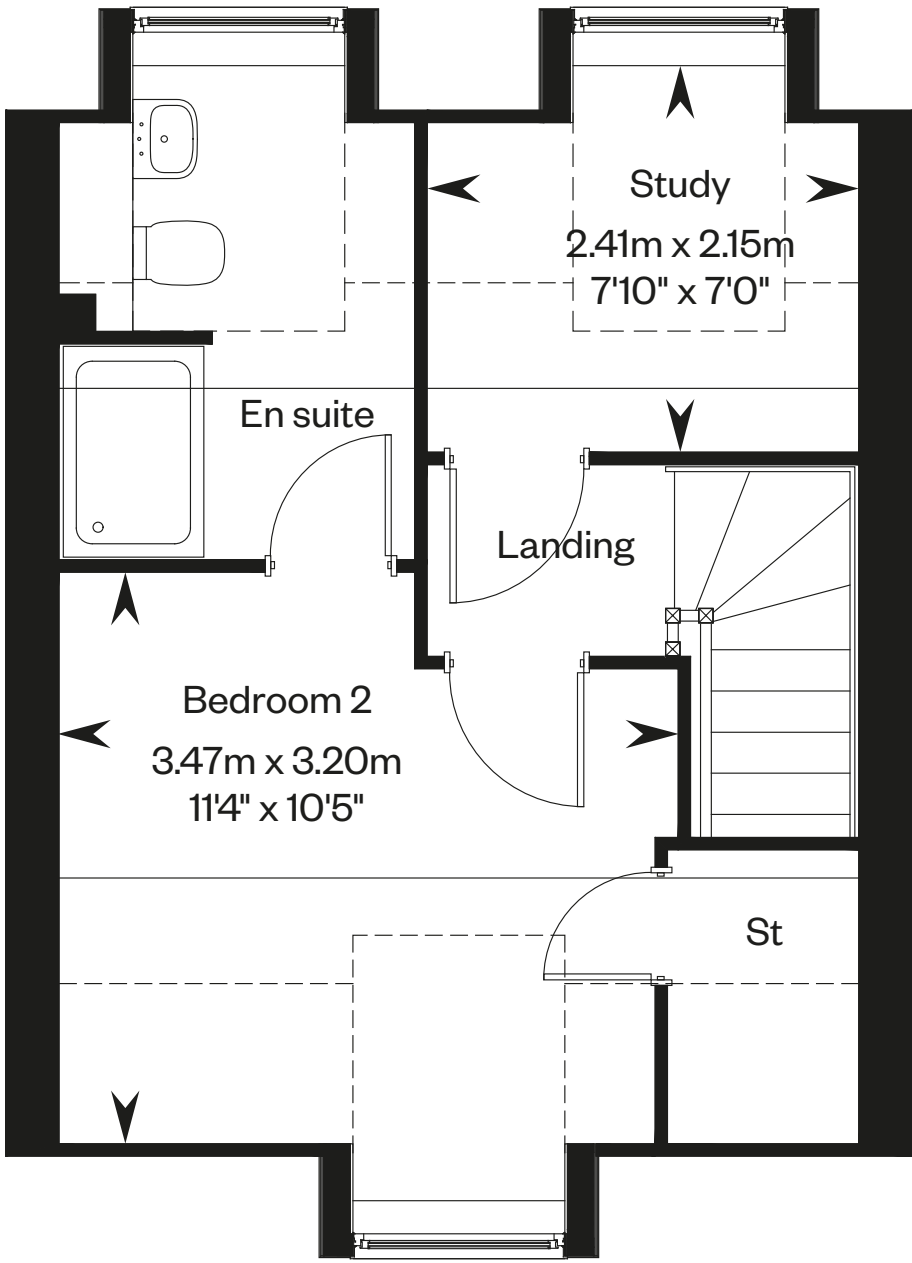 Study
2.41m x 2.15m
7'10" x 7'0"
En suite
Landing
Bedroom 2
3.47m x 3.20m
11'4" x 10'5"
St